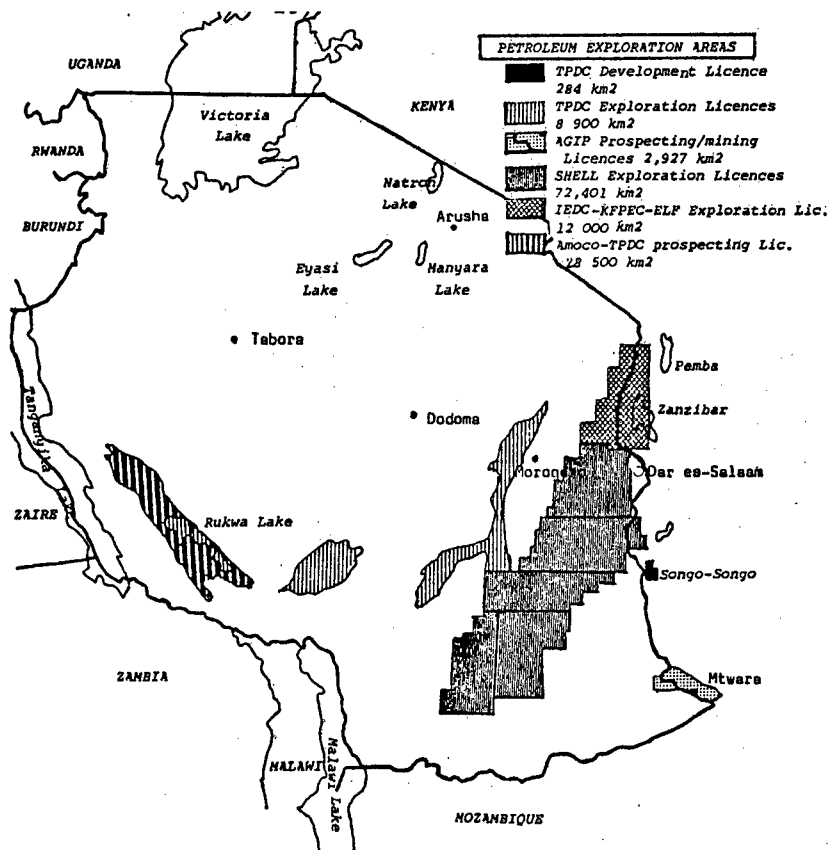 PETROLEUM EXPLORATION AREAS
TPDC Development Licence
284 km2
TPDC Exploration Licences
8 900 km2
AGIP Prospecting/mining
Licences 2,927 km2
SHELL Exploration Licences
72,401 km2
IEDC-KFPEC-ELF Exploration Lic.
12 000 km2
Amoco-TPDC prospecting Lic.
28 500 km2
UGANDA
KENYA
Victoria
Lake
RWANDA
Natron
Lake
Arusha
BURUNDI
Eyasi
Lake
Manyara
Lake
Tabora
Pemba
Tanganyika
Zanzibar
Dodoma
Dar es-Salaam
ZAIRE
Rukwa Lake
Songo-Songo
ZAMBIA
Mtwara
MALAWI
Malawi Lake
MOZAMBIQUE